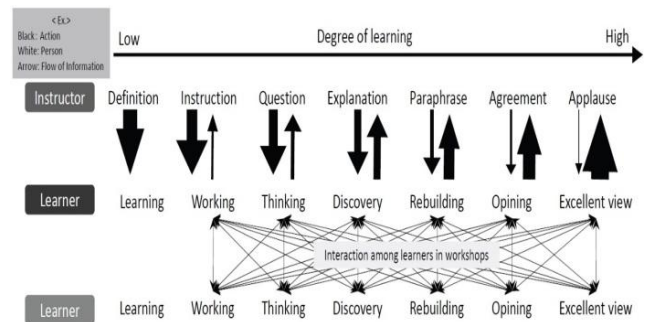 < Ex.>
Black: Action
White: Person
Arrow: Flow of Information
Low Degree of learning High
Instructor Definition Instruction Question Explanation Paraphrase Agreement Applause
Learner Learning Working Thinking Discovery Rebuilding Opining Excellent view
Interaction among learners in workshops
Learner Learning Working Thinking Discovery Rebuilding Opining Excellent view